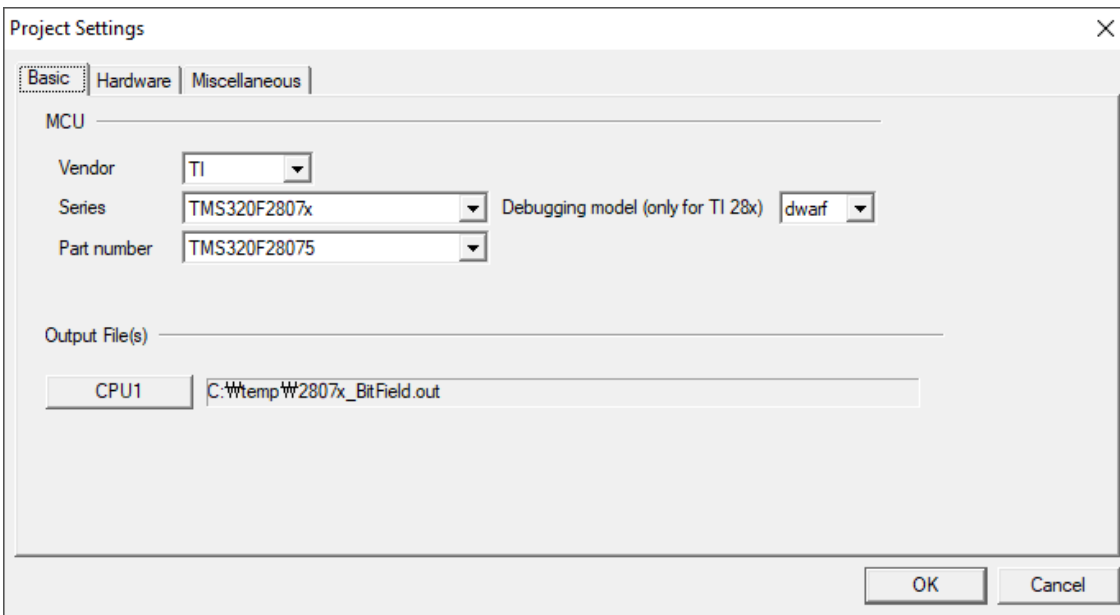 Project Settings
Basic Hardware Miscellaneous
MCU
Vendor TI
Series TMS320F2807x Debugging model (only for TI 28x) dwarf
Part number TMS320F28075
Output File(s)
CPU1 C:₩temp₩2807x_BitField.out
OK Cancel